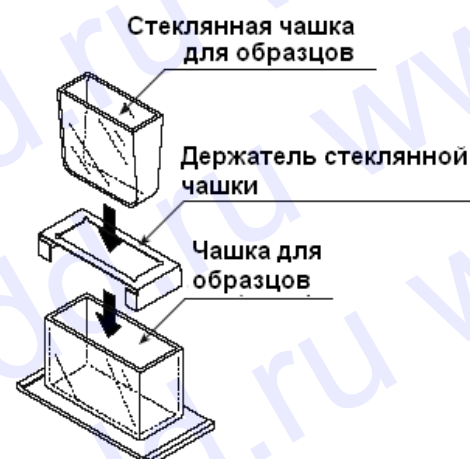 Стеклянная чашка
для образцов
Держатель стеклянной
чашки
Чашка для
образцов